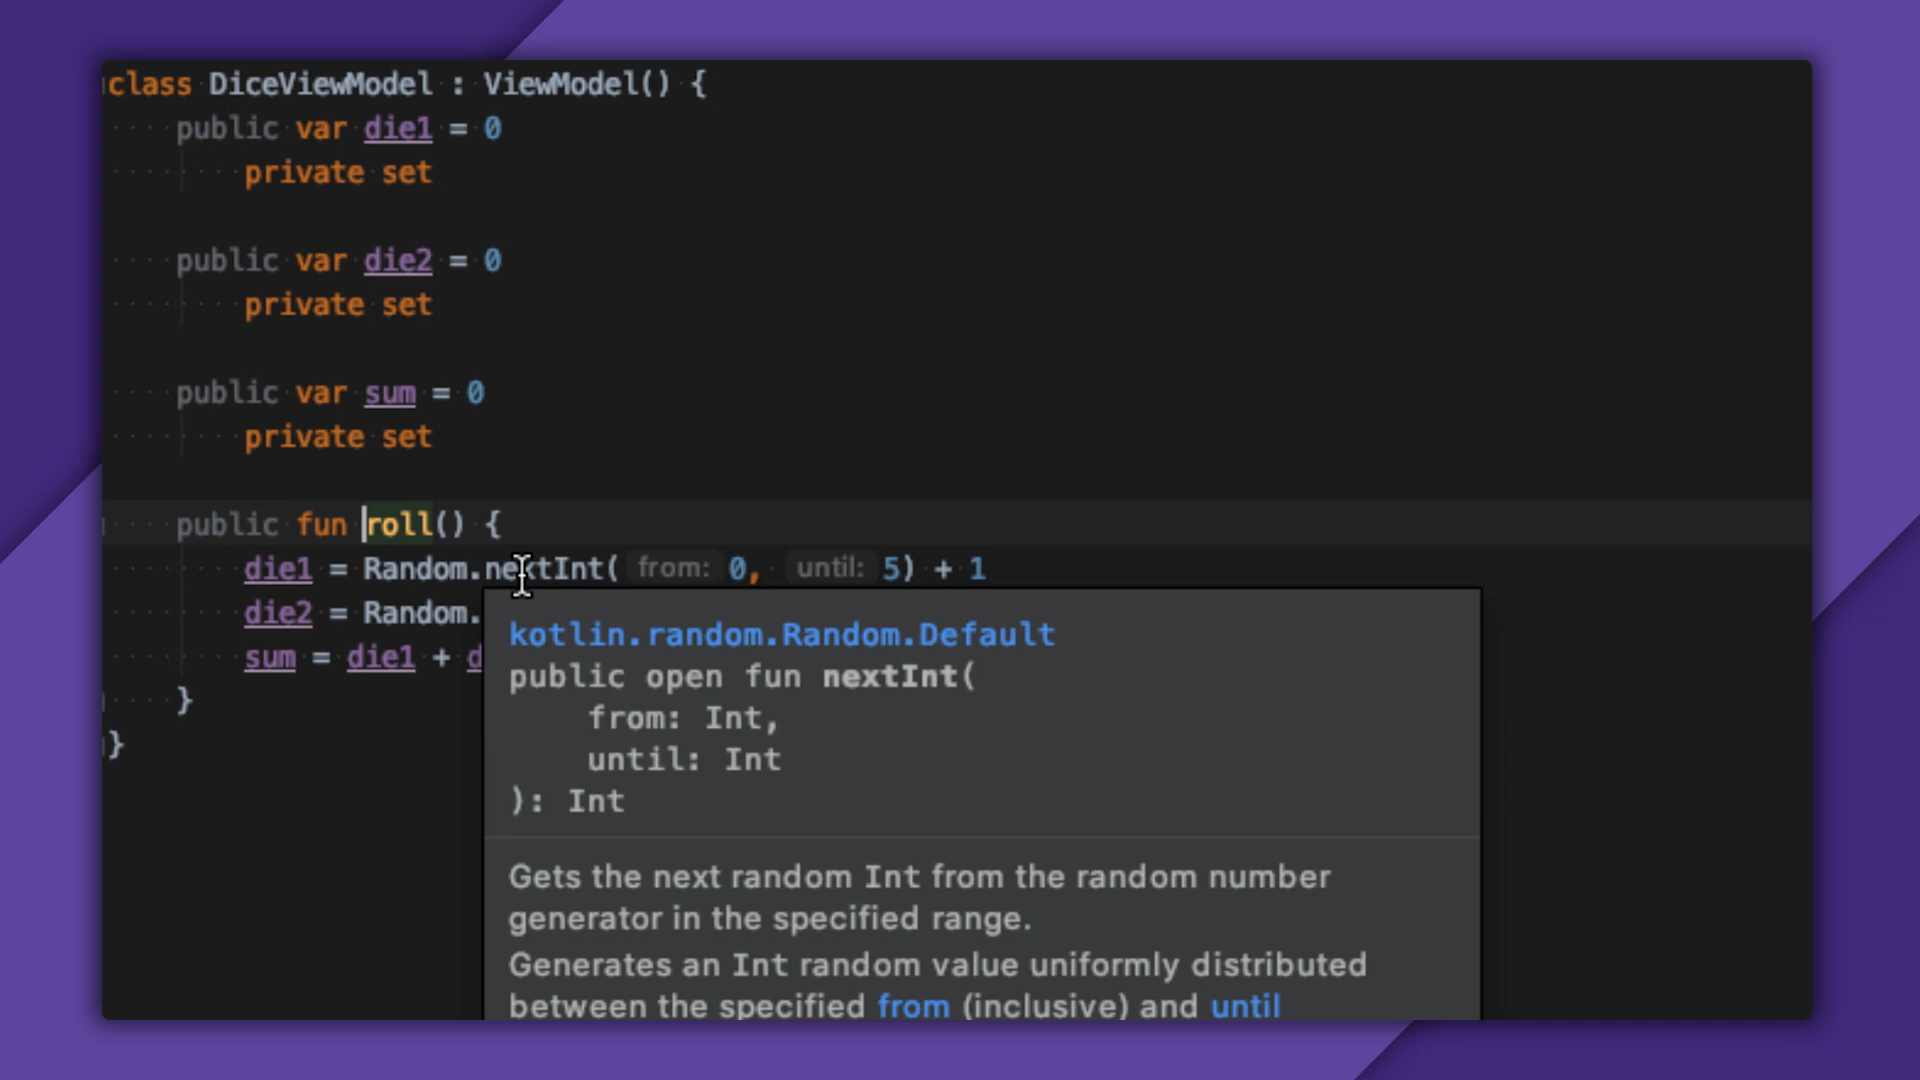 class DiceViewModel : ViewModel() {
public var die1 = 0
private set
public var die2 = 0
private set
public var sum = 0
private set
public fun roll() {
die1 = Random.nextInt( from: 0, until: 5) + 1
die2 = Random.
sum = die1 + d
}
}
kotlin.random.Random.Default
public open fun nextInt(
from: Int,
until: Int
): Int
Gets the next random Int from the random number
generator in the specified range.
Generates an Int random value uniformly distributed
between the specified from (inclusive) and until